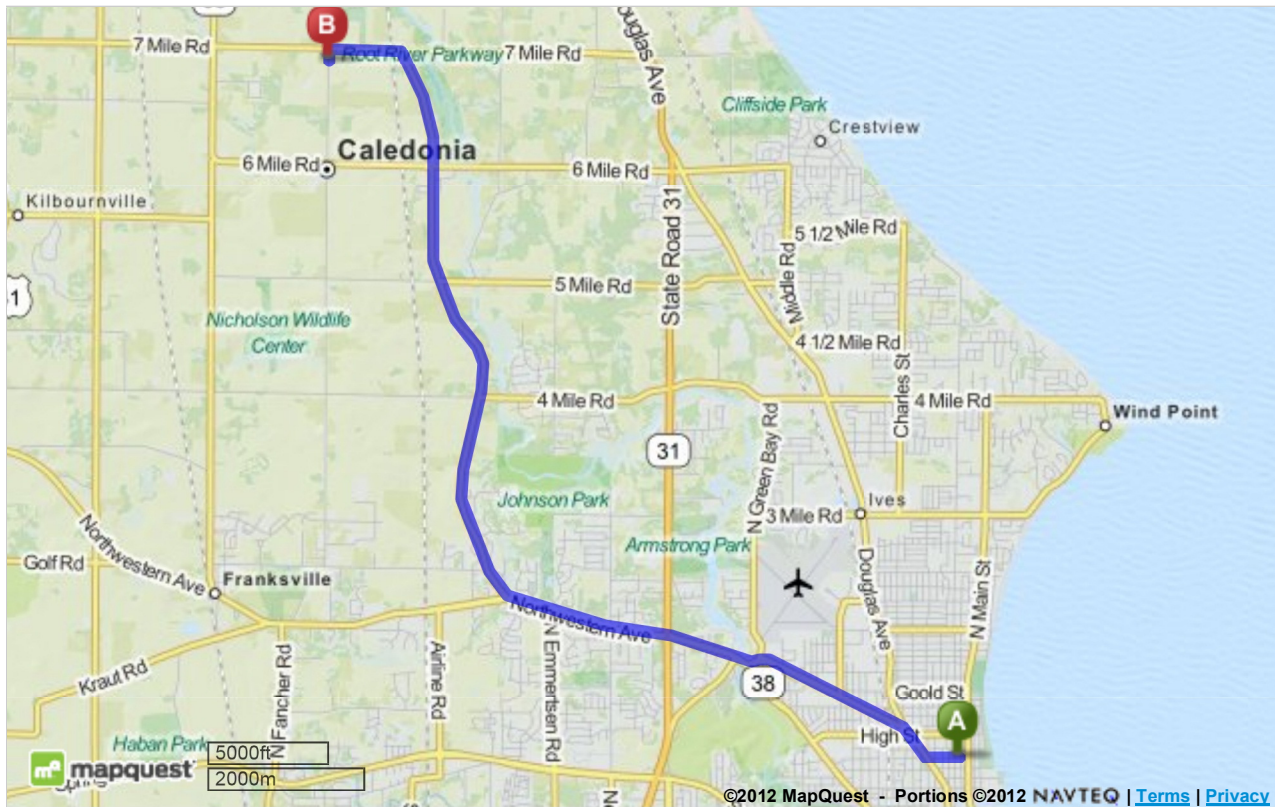 B
7 Mile Rd
Root River Parkway
7 Mile Rd
Douglas Ave
Cliffside Park
Crestview
Caledonia
6 Mile Rd
6 Mile Rd
Kilbournville
State Road 31
5 1/2 Mile Rd
Middle Rd
5 Mile Rd
Nicholson Wildlife
Center
4 1/2 Mile Rd
Charles St
4 Mile Rd
4 Mile Rd
Wind Point
N Green Bay Rd
31
Johnson Park
3 Mile Rd
Ives
Armstrong Park
Northwestern Ave
Golf Rd
Franksville
Douglas Ave
N Main St
Northwestern Ave
N Emmertsen Rd
Airline Rd
N Fancher Rd
Kraut Rd
38
Goold St
A
High St
Haban Park
5000ft
2000m
mq mapquest
©2012 MapQuest - Portions ©2012 NAVTEQ | Terms | Privacy